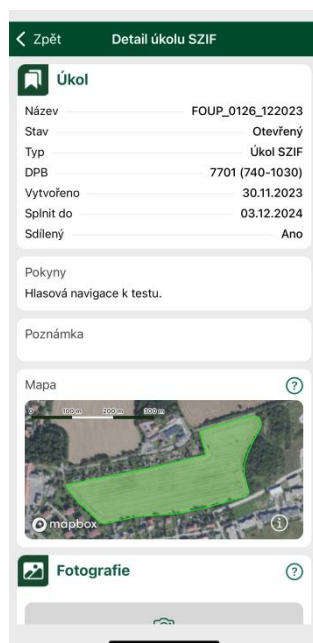 Zpět Detail úkolu SZIF
Úkol
Název FOUP_0126_122023
Stav Otevřený
Typ Úkol SZIF
DPB 7701 (740-1030)
Vytvořeno 30.11.2023
Splnit do 03.12.2024
Sdílený Ano
Pokyny
Hlasová navigace k testu.
Poznámka
Mapa ?
0 100 m 200 m 300 m
mapbox i
Fotografie ?